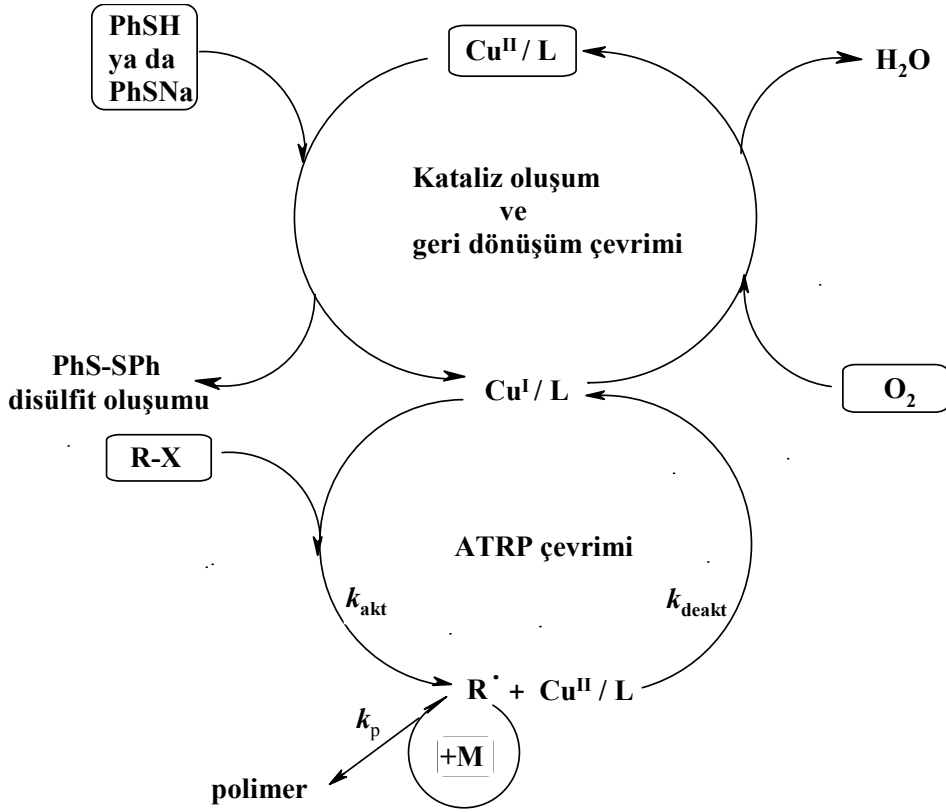 PhSH
ya da
PhSNa
Cu^II / L
H₂O
Kataliz oluşum
ve
geri dönüşüm çevrimi
PhS-SPh
disülfit oluşumu
Cu^I / L
O₂
R-X
ATRP çevrimi
k_akt
k_deakt
R˙ + Cu^II / L
k_p
+M
polimer